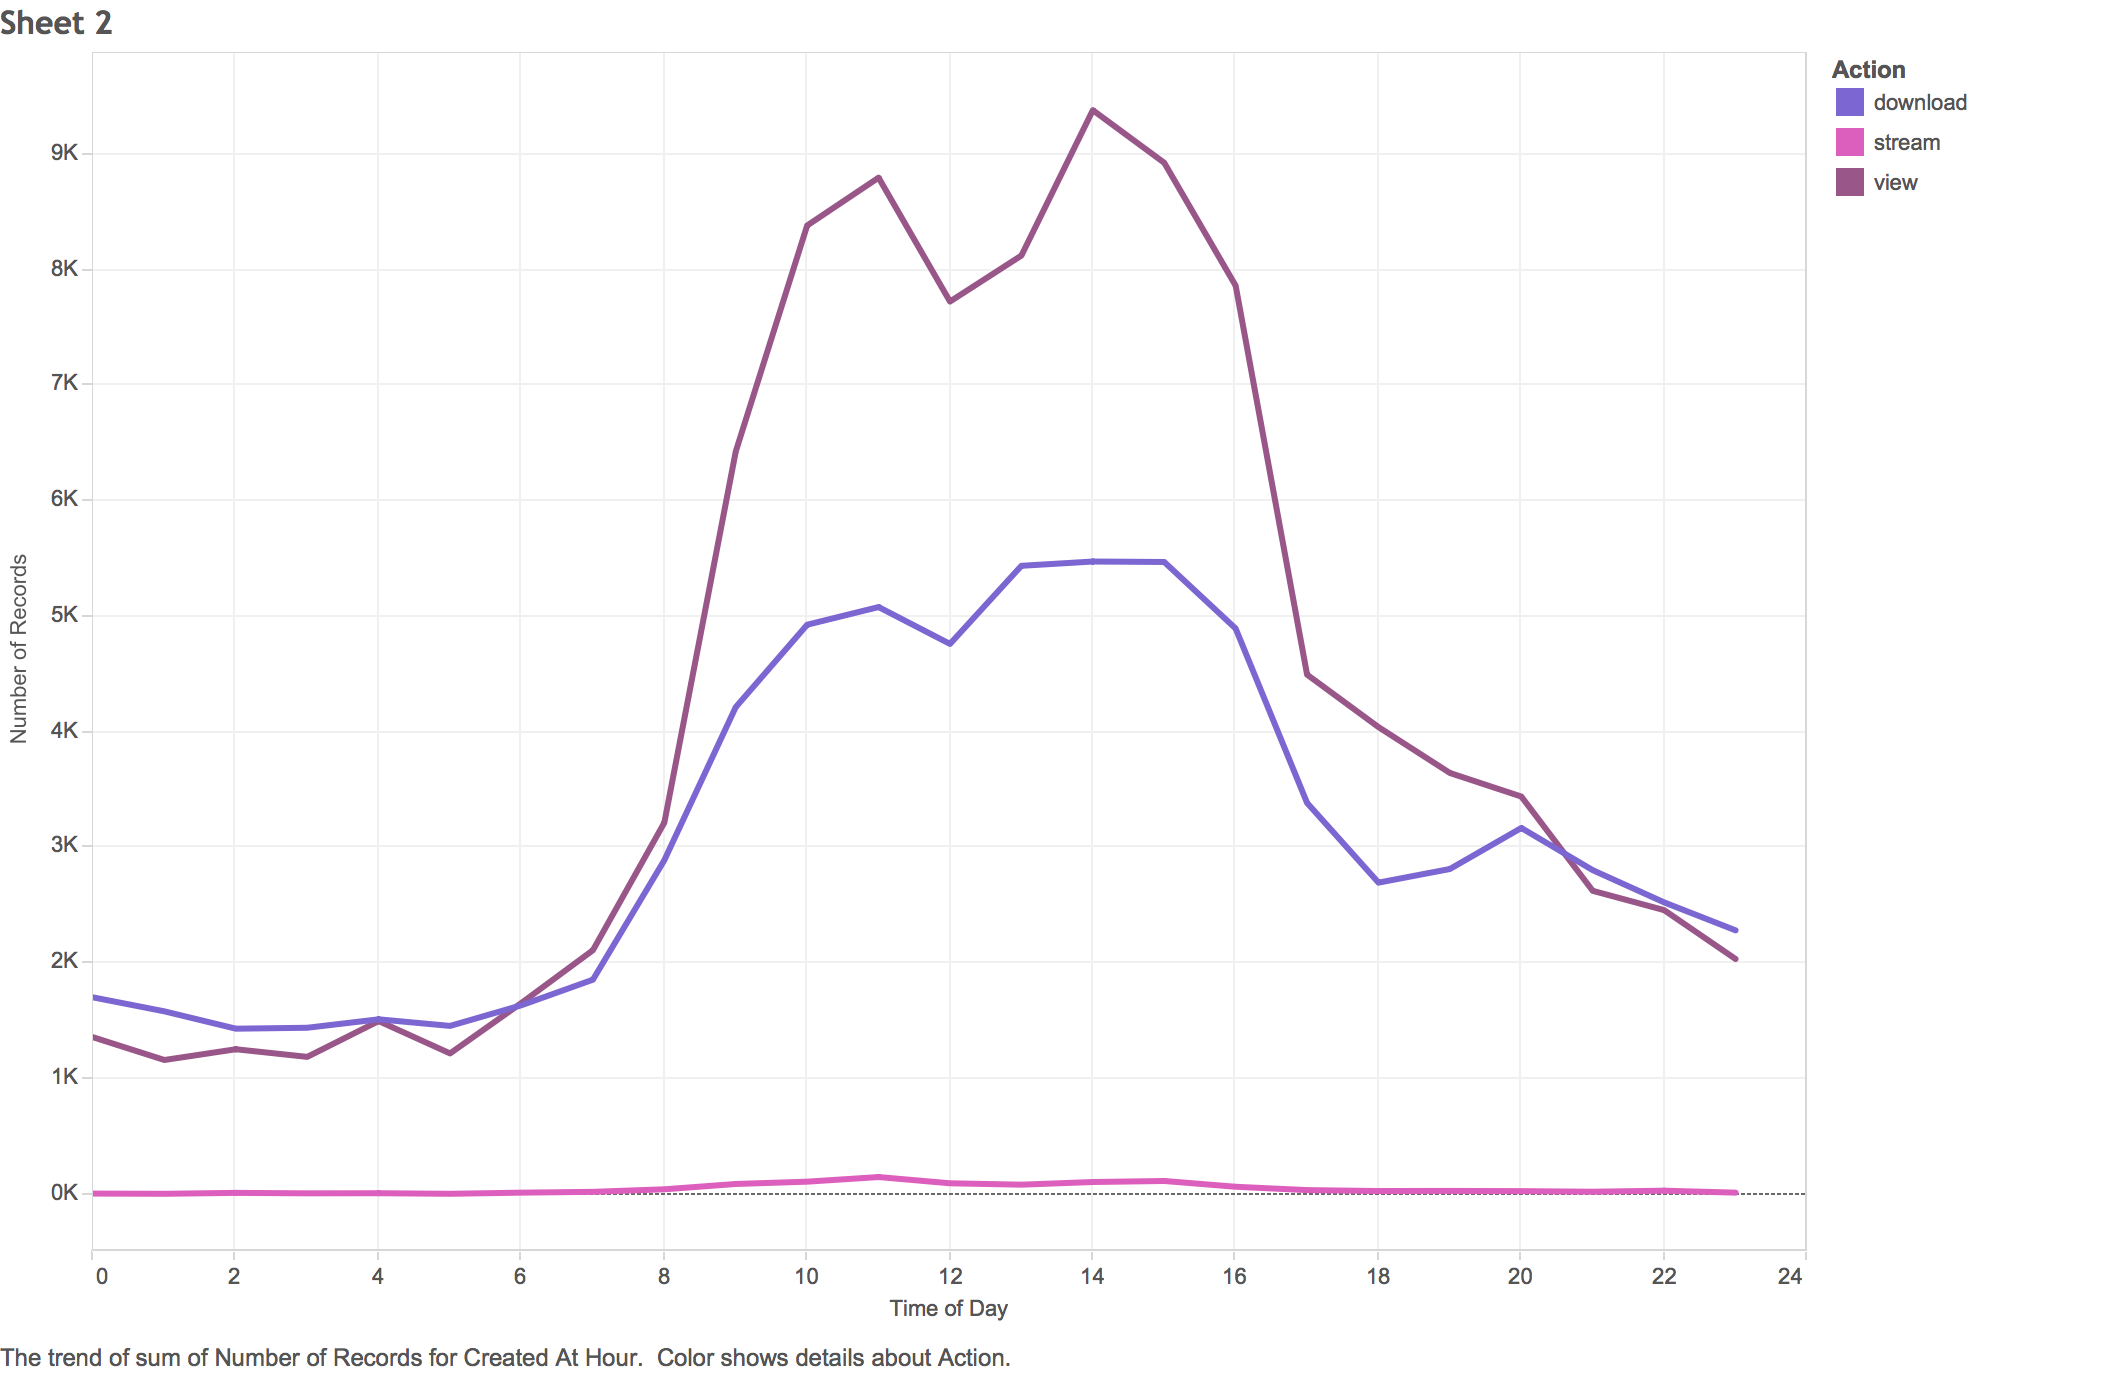 Sheet 2
Action
download
stream
view
9K
8K
7K
6K
5K
4K
3K
2K
1K
0K
Number of Records
0 2 4 6 8 10 12 14 16 18 20 22 24
Time of Day
The trend of sum of Number of Records for Created At Hour.  Color shows details about Action.